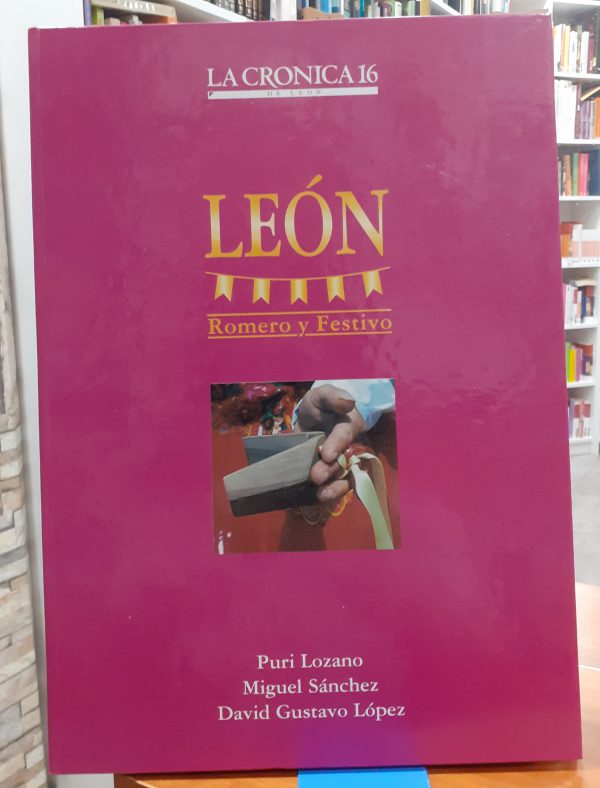 LA CRONICA 16
DE LEÓN
LEÓN
Romero y Festivo
Puri Lozano
Miguel Sánchez
David Gustavo López